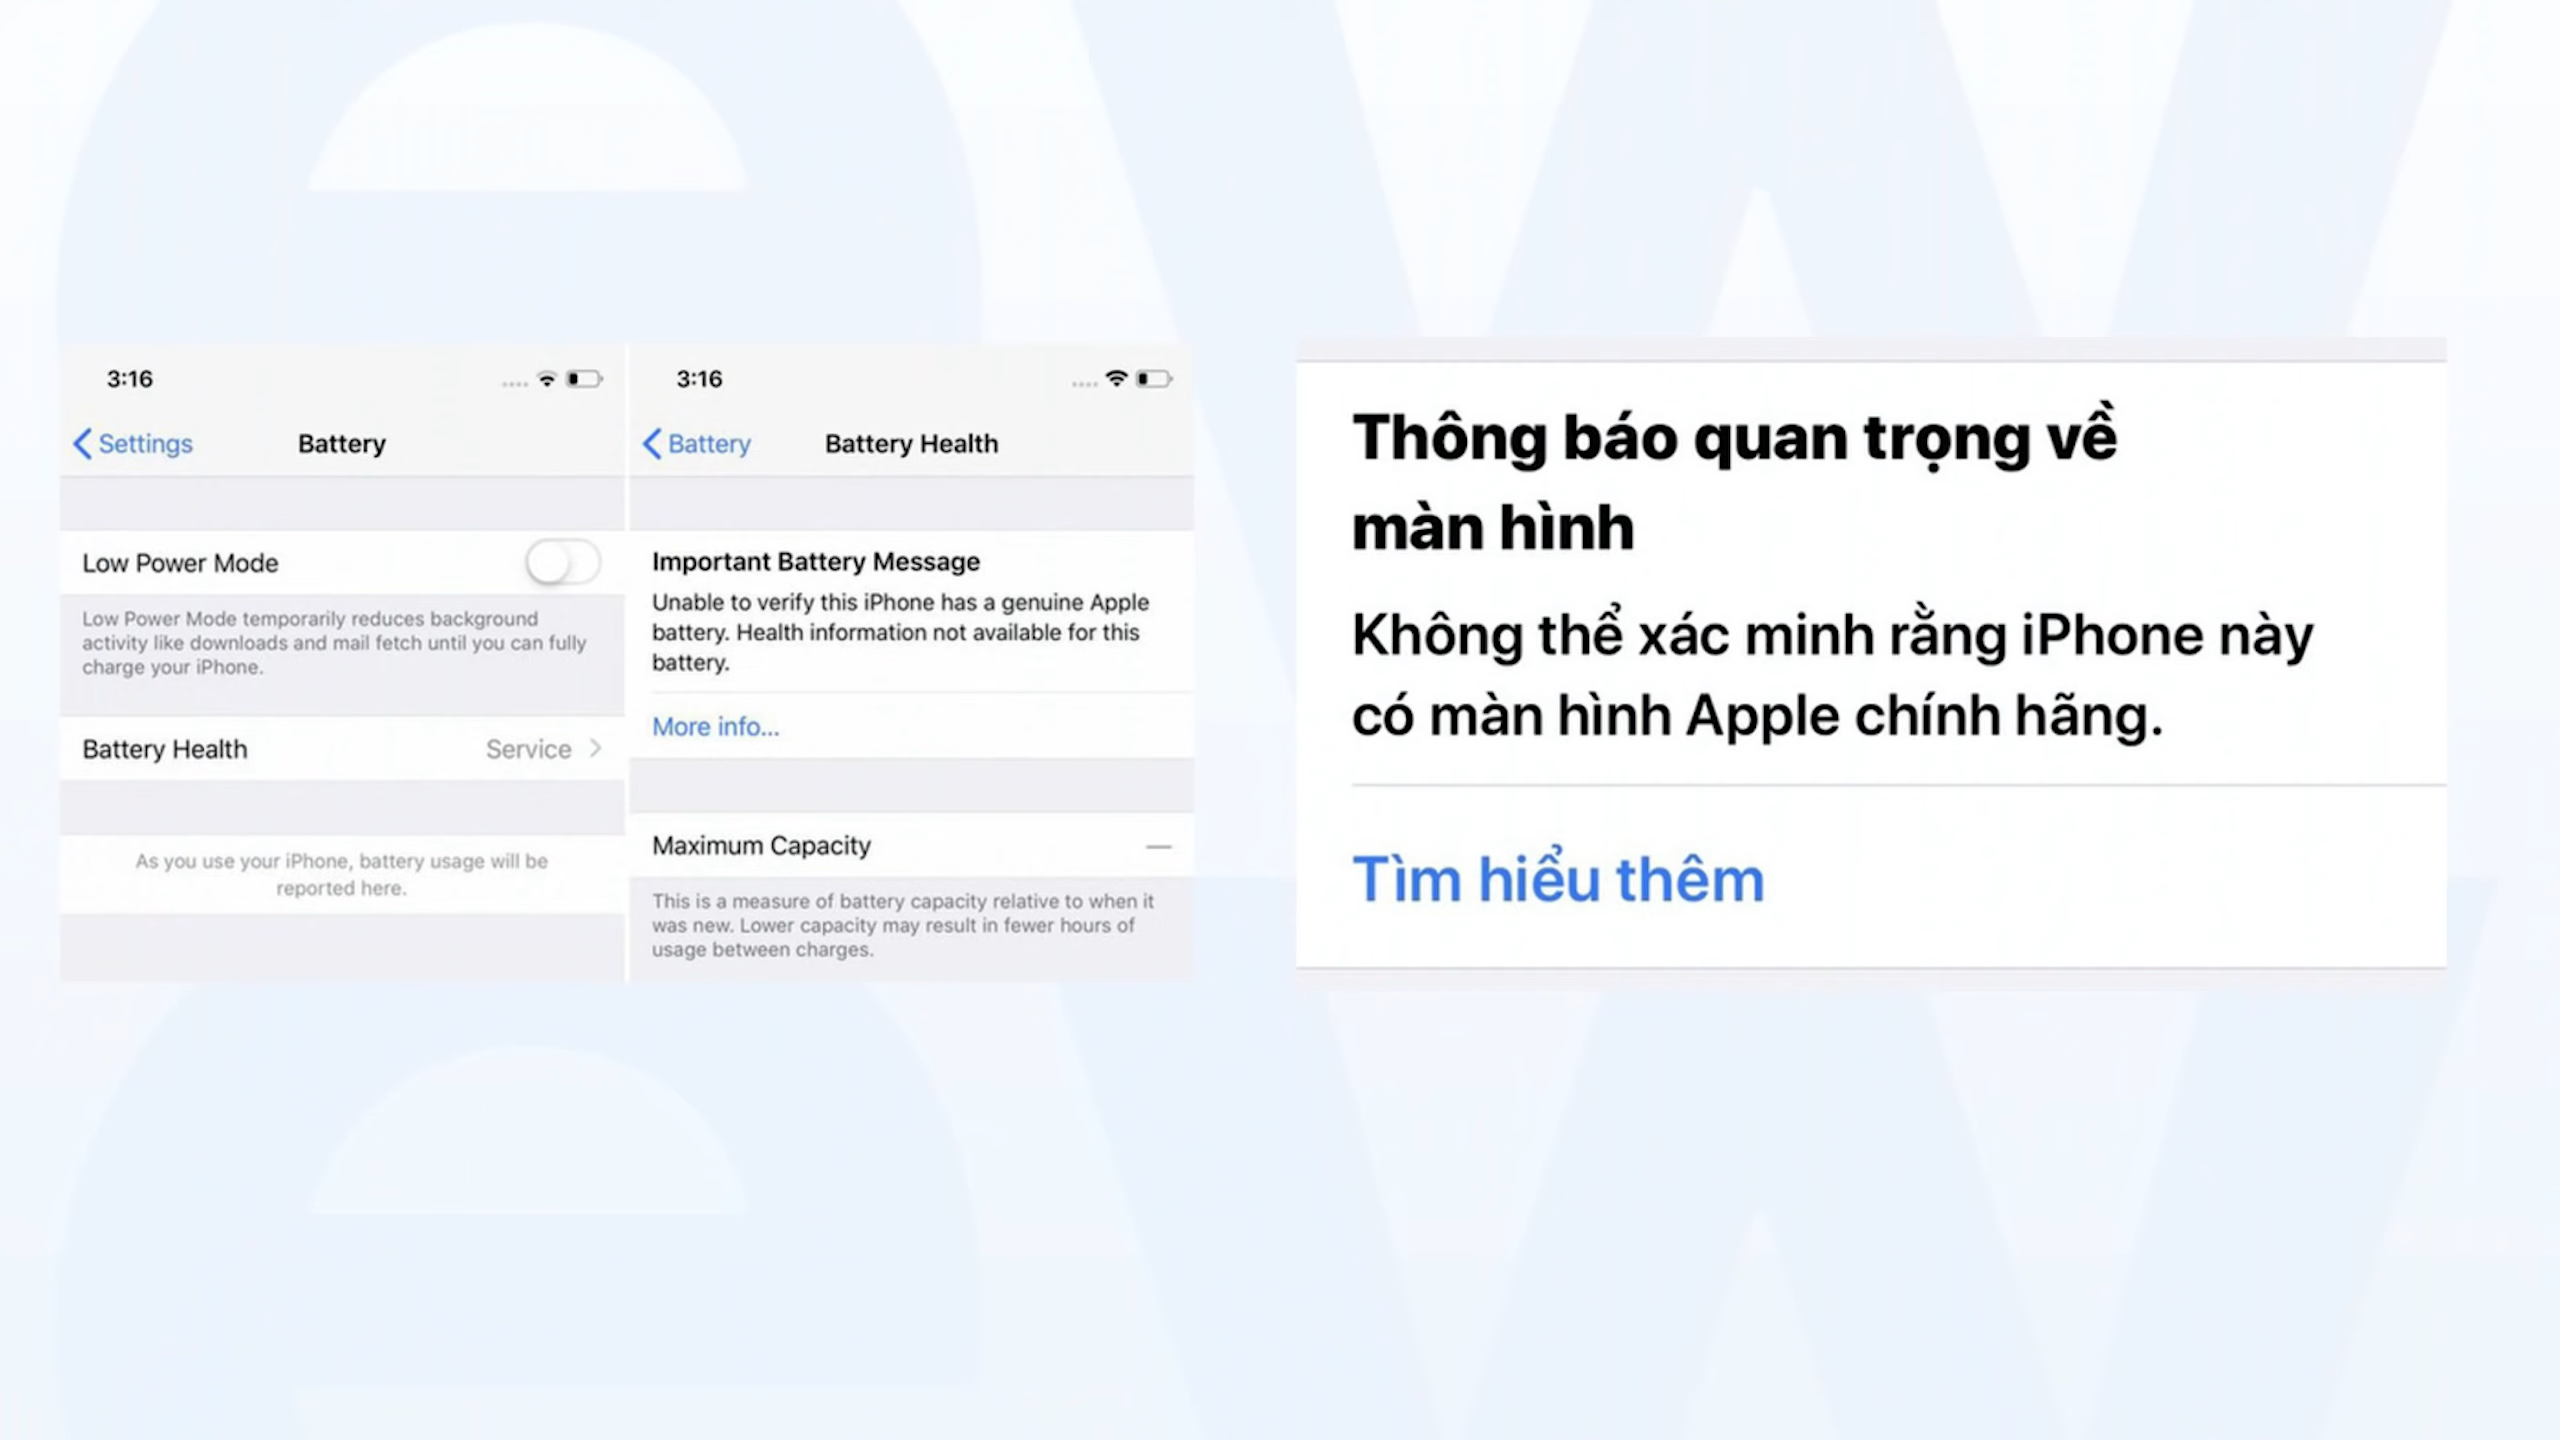 3:16
Settings
Battery
Low Power Mode
Low Power Mode temporarily reduces background
activity like downloads and mail fetch until you can fully
charge your iPhone.
Battery Health
Service
As you use your iPhone, battery usage will be
reported here.
3:16
Battery
Battery Health
Important Battery Message
Unable to verify this iPhone has a genuine Apple
battery. Health information not available for this
battery.
More info...
Maximum Capacity
—
This is a measure of battery capacity relative to when it
was new. Lower capacity may result in fewer hours of
usage between charges.
Thông báo quan trọng về
màn hình
Không thể xác minh rằng iPhone này
có màn hình Apple chính hãng.
Tìm hiểu thêm